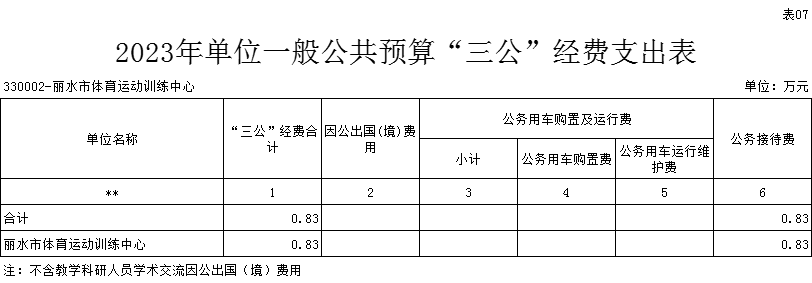 表07
2023年单位一般公共预算“三公”经费支出表
330002-丽水市体育运动训练中心 单位：万元
单位名称 “三公”经费合计 因公出国(境)费用 公务用车购置及运行费 公务接待费
小计 公务用车购置费 公务用车运行维护费
** 1 2 3 4 5 6
合计 0.83 0.83
丽水市体育运动训练中心 0.83 0.83
注：不含教学科研人员学术交流因公出国（境）费用